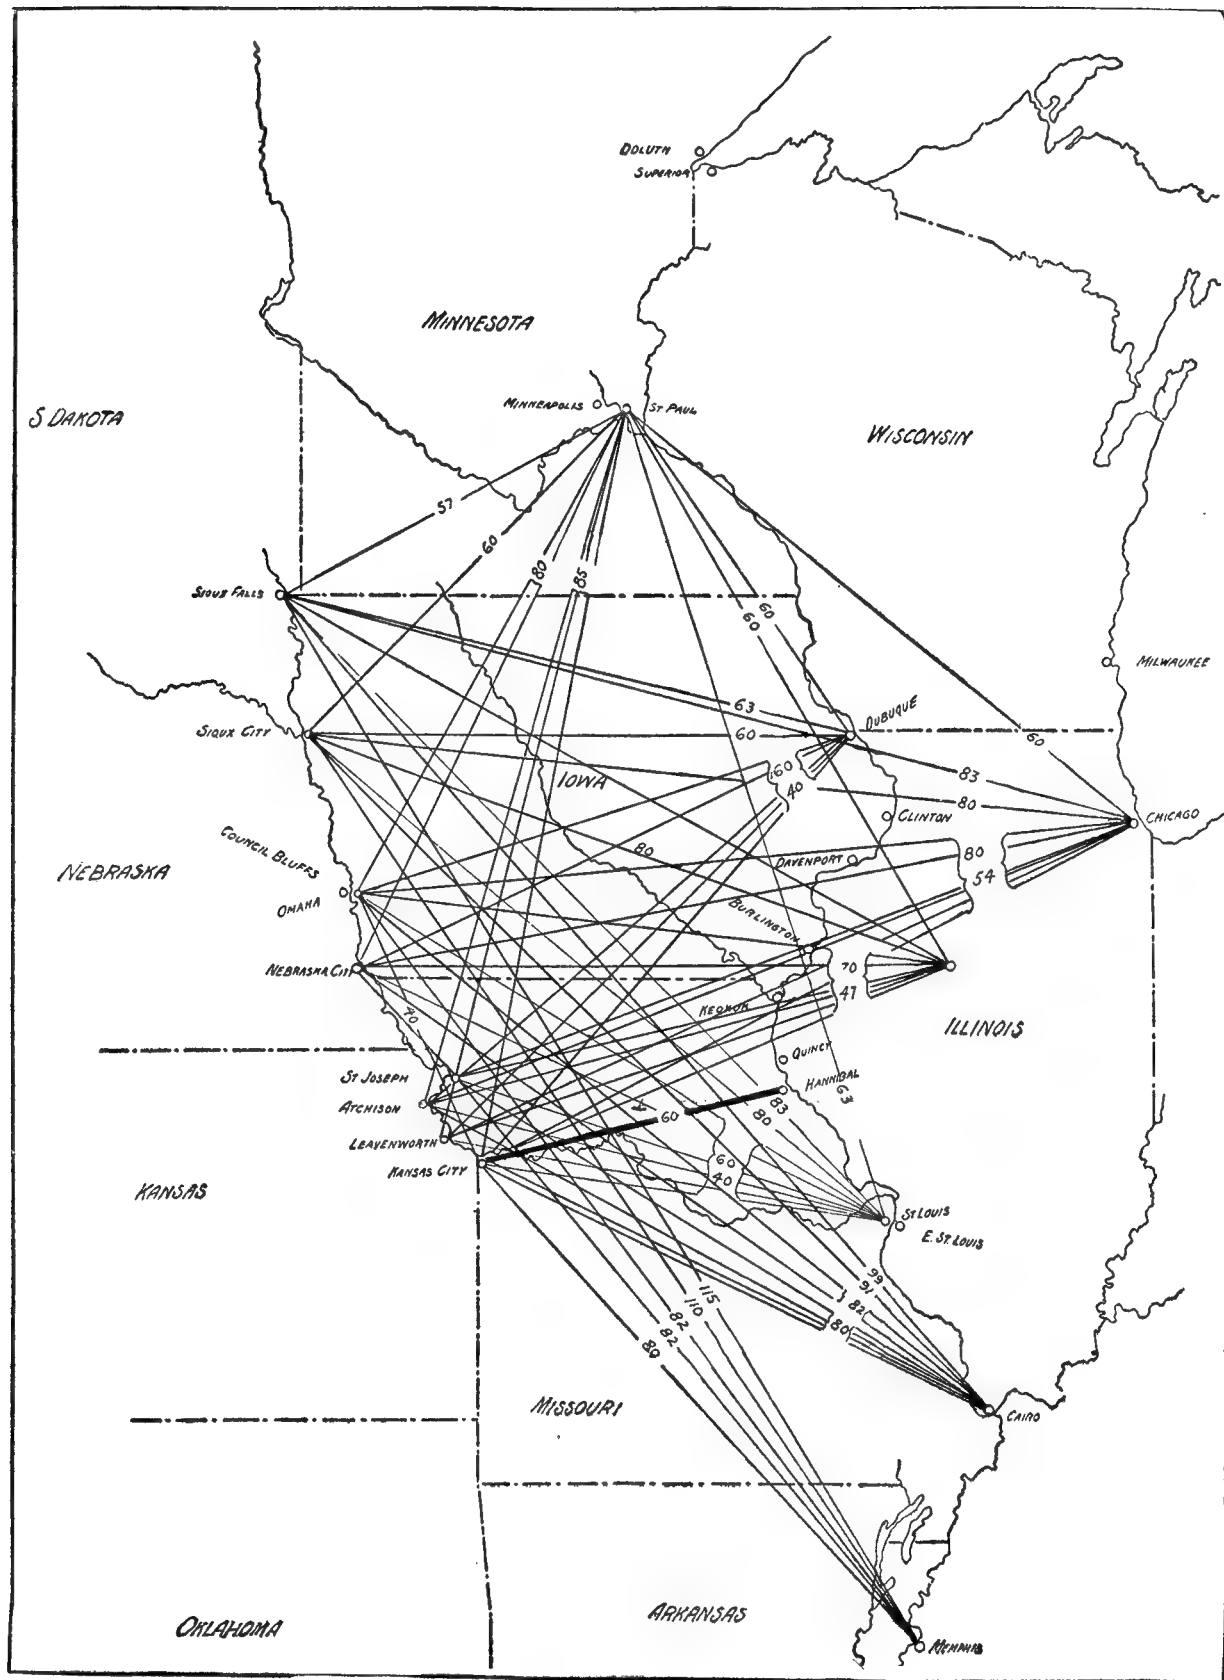 DOLUTH
SUPERIOR
MINNESOTA
S DAKOTA
MINNEAPOLIS
ST PAUL
WISCONSIN
57
60
80
85
SIOUX FALLS
60
60
MILWAUKEE
63
DUBUQUE
SIOUX CITY
60
60
60
83
IOWA
40
80
CLINTON
CHICAGO
COUNCIL BLUFFS
80
DAVENPORT
80
54
NEBRASKA
OMAHA
BURLINGTON
NEBRASKA CITY
70
47
40
KEOKUK
ILLINOIS
QUINCY
ST JOSEPH
HANNIBAL
ATCHISON
60
83
80
63
LEAVENWORTH
KANSAS CITY
60
40
KANSAS
ST LOUIS
E. ST. LOUIS
99
91
82
80
115
110
82
82
80
MISSOURI
CAIRO
ARKANSAS
OKLAHOMA
MEMPHIS